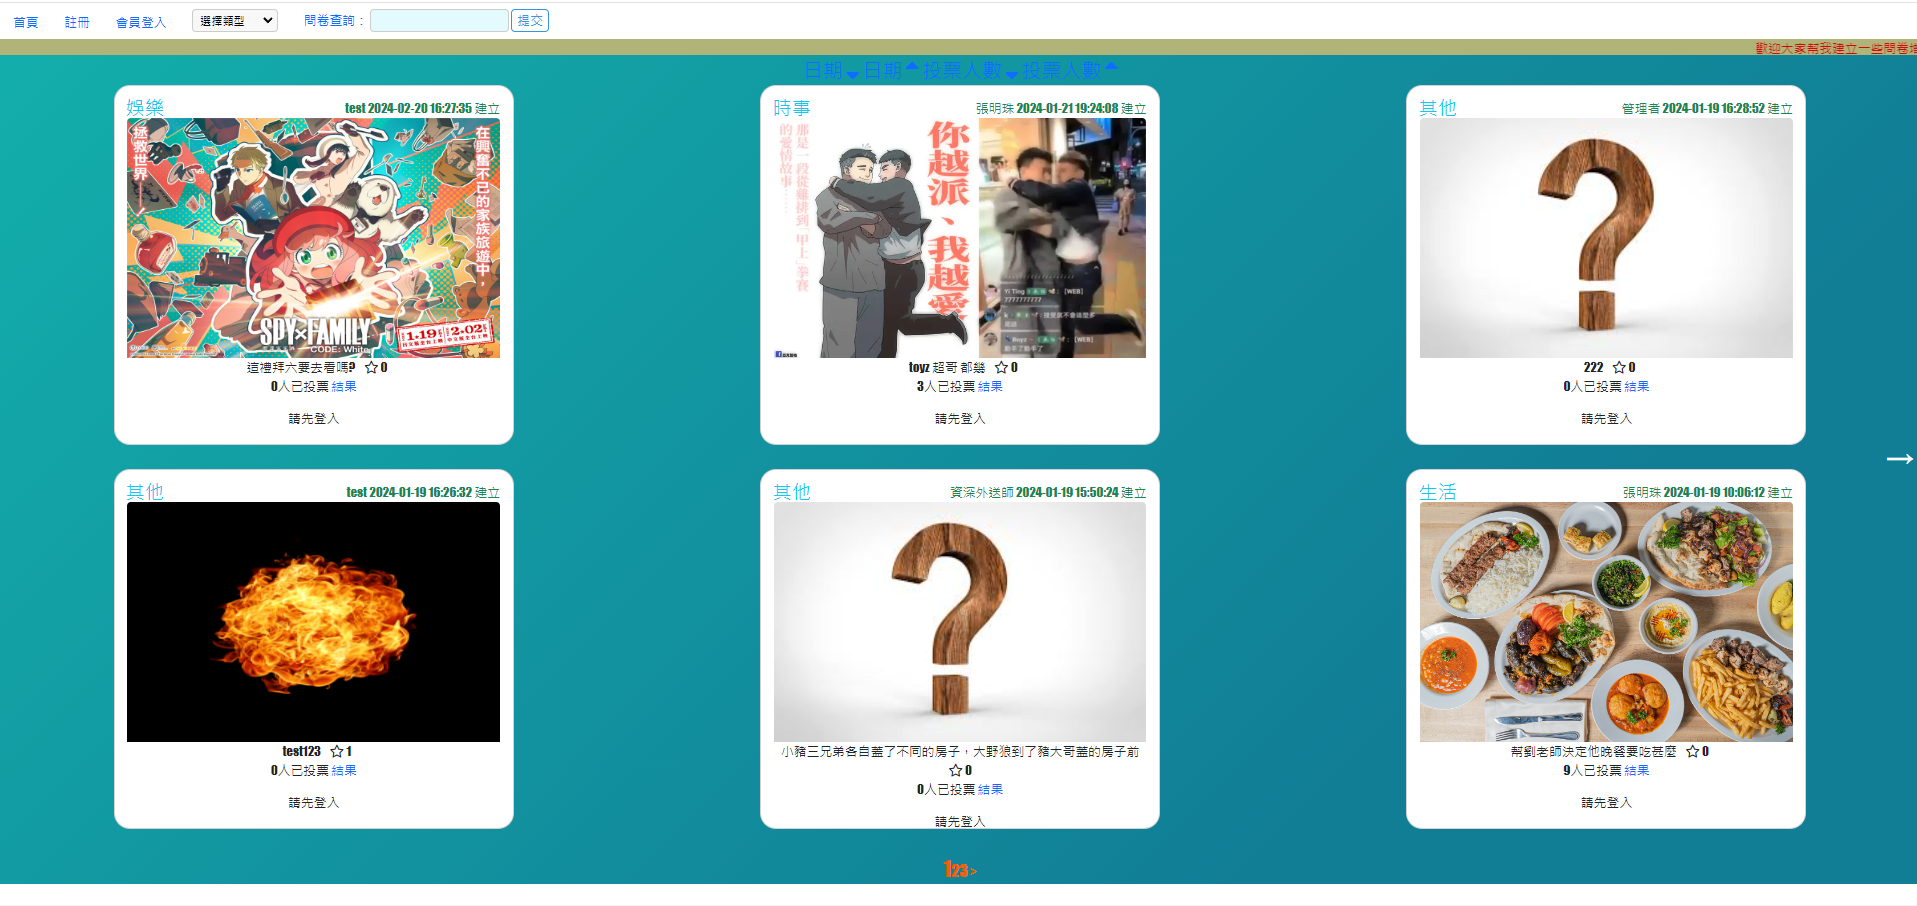 首頁 註冊 會員登入 選擇類型 問卷查詢： 提交
歡迎大家幫我建立一些問卷
日期 日期 投票人數 投票人數
娛樂 test 2024-02-20 16:27:35 建立
拯救世界
在興奮不已的家族旅遊中，
SPY×FAMILY
CODE: White
1.19 2.02
這禮拜六要去看嗎? 0
0人已投票 結果
請先登入
時事 張明珠 2024-01-21 19:24:08 建立
你越派、我越愛
那是一段從雞排到「甲上」拳賽
的愛情故事……
Yi Ting [WEB]
7777777777
toyz 超哥 都幾 0
3人已投票 結果
請先登入
其他 管理者 2024-01-19 16:28:52 建立
222 0
0人已投票 結果
請先登入
→
其他 test 2024-01-19 16:26:32 建立
test123 1
0人已投票 結果
請先登入
其他 資深外送師 2024-01-19 15:50:24 建立
小豬三兄弟各自蓋了不同的房子，大野狼到了豬大哥蓋的房子前
0
0人已投票 結果
請先登入
生活 張明珠 2024-01-19 10:06:12 建立
幫劉老師決定他晚餐要吃甚麼 0
9人已投票 結果
請先登入
123 >